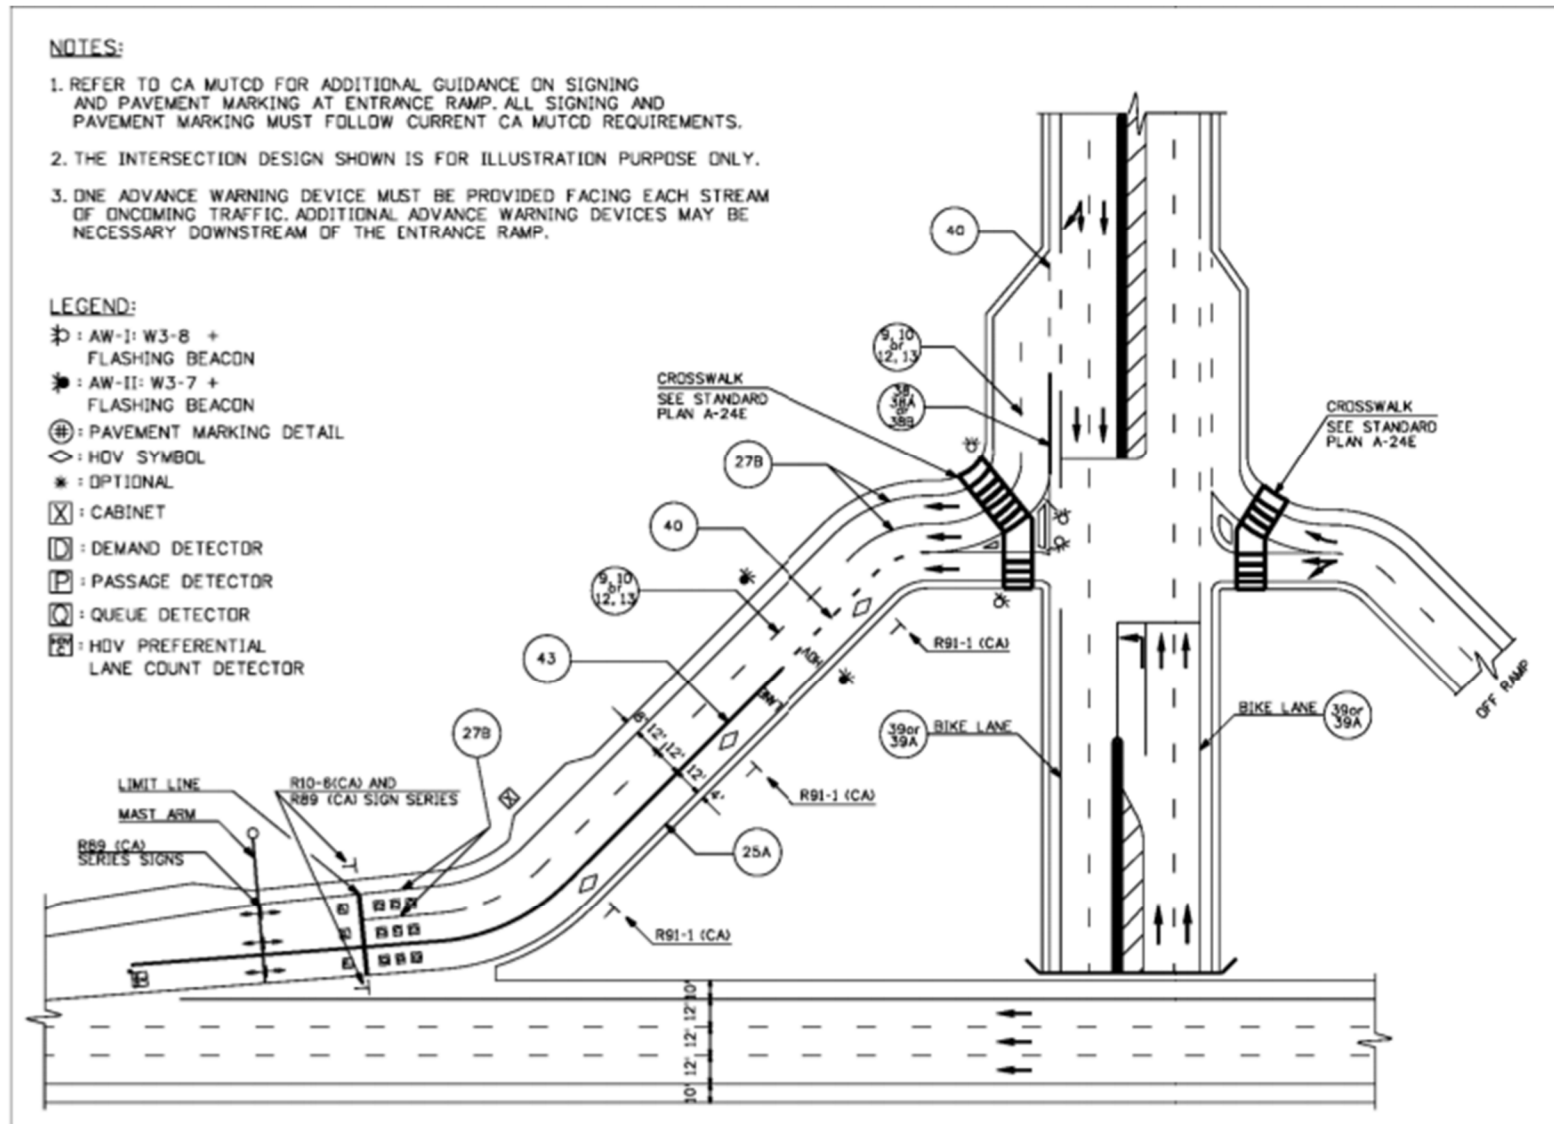 NOTES:
1. REFER TO CA MUTCD FOR ADDITIONAL GUIDANCE ON SIGNING
AND PAVEMENT MARKING AT ENTRANCE RAMP. ALL SIGNING AND
PAVEMENT MARKING MUST FOLLOW CURRENT CA MUTCD REQUIREMENTS.
2. THE INTERSECTION DESIGN SHOWN IS FOR ILLUSTRATION PURPOSE ONLY.
3. ONE ADVANCE WARNING DEVICE MUST BE PROVIDED FACING EACH STREAM
OF ONCOMING TRAFFIC. ADDITIONAL ADVANCE WARNING DEVICES MAY BE
NECESSARY DOWNSTREAM OF THE ENTRANCE RAMP.
LEGEND:
: AW-I: W3-8 +
FLASHING BEACON
: AW-II: W3-7 +
FLASHING BEACON
# : PAVEMENT MARKING DETAIL
: HOV SYMBOL
* : OPTIONAL
X : CABINET
D : DEMAND DETECTOR
P : PASSAGE DETECTOR
Q : QUEUE DETECTOR
: HOV PREFERENTIAL
LANE COUNT DETECTOR
40
9, 10
or
12, 13
38,
38A
or
38B
CROSSWALK
SEE STANDARD
PLAN A-24E
CROSSWALK
SEE STANDARD
PLAN A-24E
27B
40
9, 10
or
12, 13
43
HOV
LANE
R91-1 (CA)
OFF RAMP
39or
39A
BIKE LANE
BIKE LANE
39or
39A
27B
8'
12'
12'
12'
4'
R91-1 (CA)
25A
LIMIT LINE
MAST ARM
R89 (CA)
SERIES SIGNS
R10-6(CA) AND
R89 (CA) SIGN SERIES
R91-1 (CA)
10'
12'
12'
12'
10'